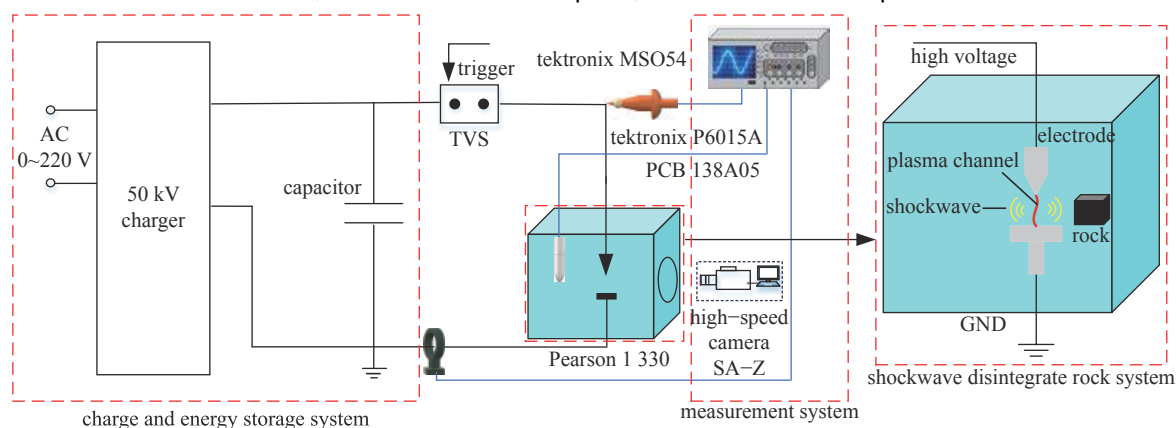 AC
0~220 V
50 kV
charger
capacitor
charge and energy storage system
trigger
TVS
tektronix MSO54
tektronix P6015A
PCB 138A05
Pearson 1 330
high−speed
camera
SA−Z
measurement system
high voltage
electrode
plasma channel
shockwave
rock
GND
shockwave disintegrate rock system